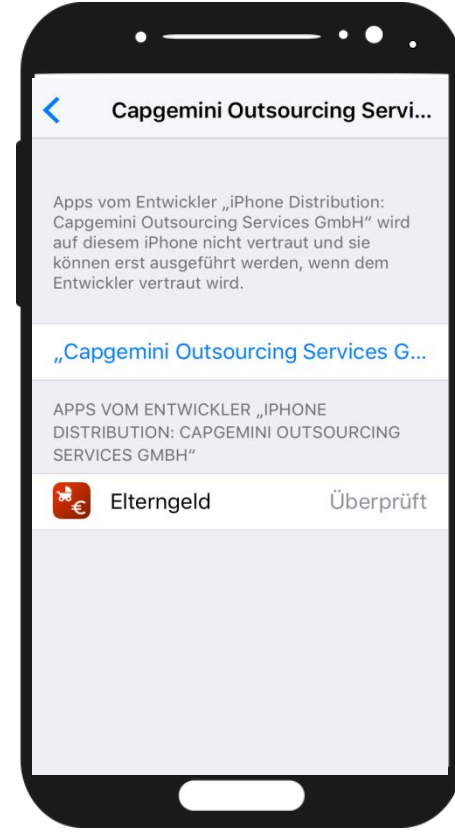 Capgemini Outsourcing Servi...
Apps vom Entwickler „iPhone Distribution:
Capgemini Outsourcing Services GmbH“ wird
auf diesem iPhone nicht vertraut und sie
können erst ausgeführt werden, wenn dem
Entwickler vertraut wird.
„Capgemini Outsourcing Services G...
APPS VOM ENTWICKLER „IPHONE
DISTRIBUTION: CAPGEMINI OUTSOURCING
SERVICES GMBH“
€
Elterngeld Überprüft